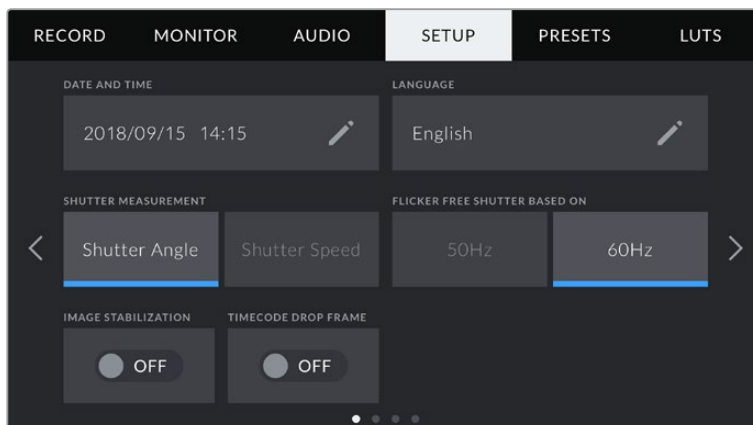 RECORD MONITOR AUDIO SETUP PRESETS LUTS
DATE AND TIME LANGUAGE
2018/09/15 14:15 English
SHUTTER MEASUREMENT FLICKER FREE SHUTTER BASED ON
Shutter Angle Shutter Speed 50Hz 60Hz
IMAGE STABILIZATION TIMECODE DROP FRAME
OFF OFF